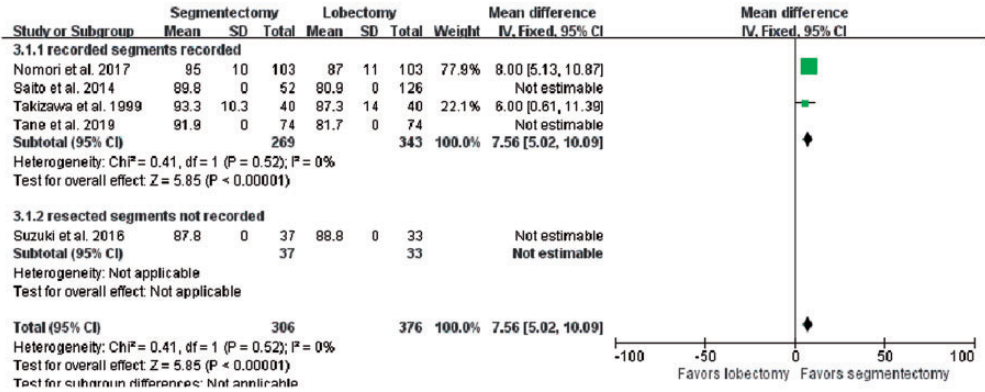 Segmentectomy Lobectomy Mean difference Mean difference
Study or Subgroup Mean SD Total Mean SD Total Weight IV, Fixed, 95% CI IV, Fixed, 95% CI
3.1.1 recorded segments recorded
Nomori et al. 2017 95 10 103 87 11 103 77.9% 8.00 [5.13, 10.87]
Saito et al. 2014 89.8 0 52 80.9 0 126 Not estimable
Takizawa et al. 1999 93.3 10.3 40 87.3 14 40 22.1% 6.00 [0.61, 11.39]
Tane et al. 2019 91.9 0 74 81.7 0 74 Not estimable
Subtotal (95% CI) 269 343 100.0% 7.56 [5.02, 10.09]
Heterogeneity: Chi² = 0.41, df = 1 (P = 0.52); I² = 0%
Test for overall effect: Z = 5.85 (P < 0.00001)
3.1.2 resected segments not recorded
Suzuki et al. 2016 87.8 0 37 88.8 0 33 Not estimable
Subtotal (95% CI) 37 33 Not estimable
Heterogeneity: Not applicable
Test for overall effect: Not applicable
Total (95% CI) 306 376 100.0% 7.56 [5.02, 10.09]
Heterogeneity: Chi² = 0.41, df = 1 (P = 0.52); I² = 0%
Test for overall effect: Z = 5.85 (P < 0.00001)
Test for subgroup differences: Not applicable
-100 -50 0 50 100
Favors lobectomy Favors segmentectomy